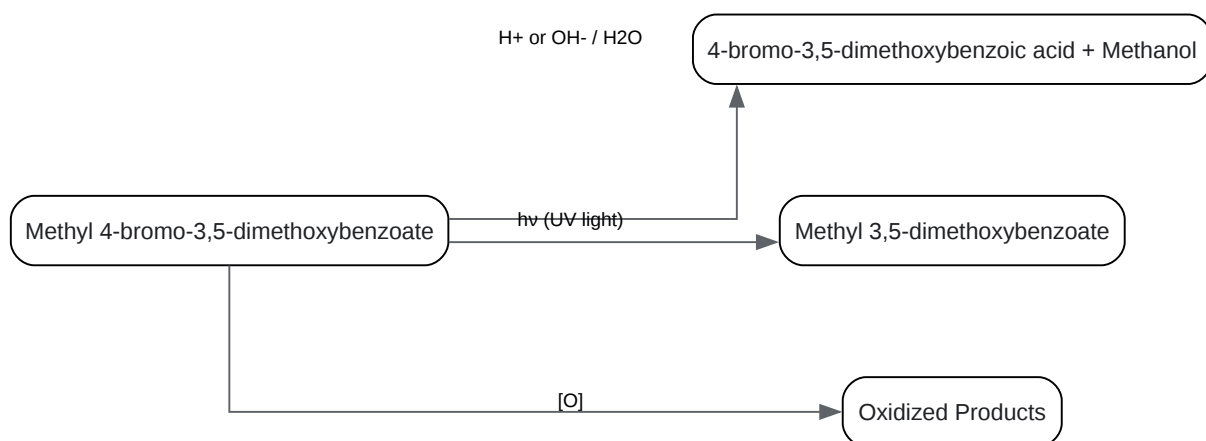 H+ or OH- / H2O
4-bromo-3,5-dimethoxybenzoic acid + Methanol
Methyl 4-bromo-3,5-dimethoxybenzoate
hν (UV light)
Methyl 3,5-dimethoxybenzoate
[O]
Oxidized Products